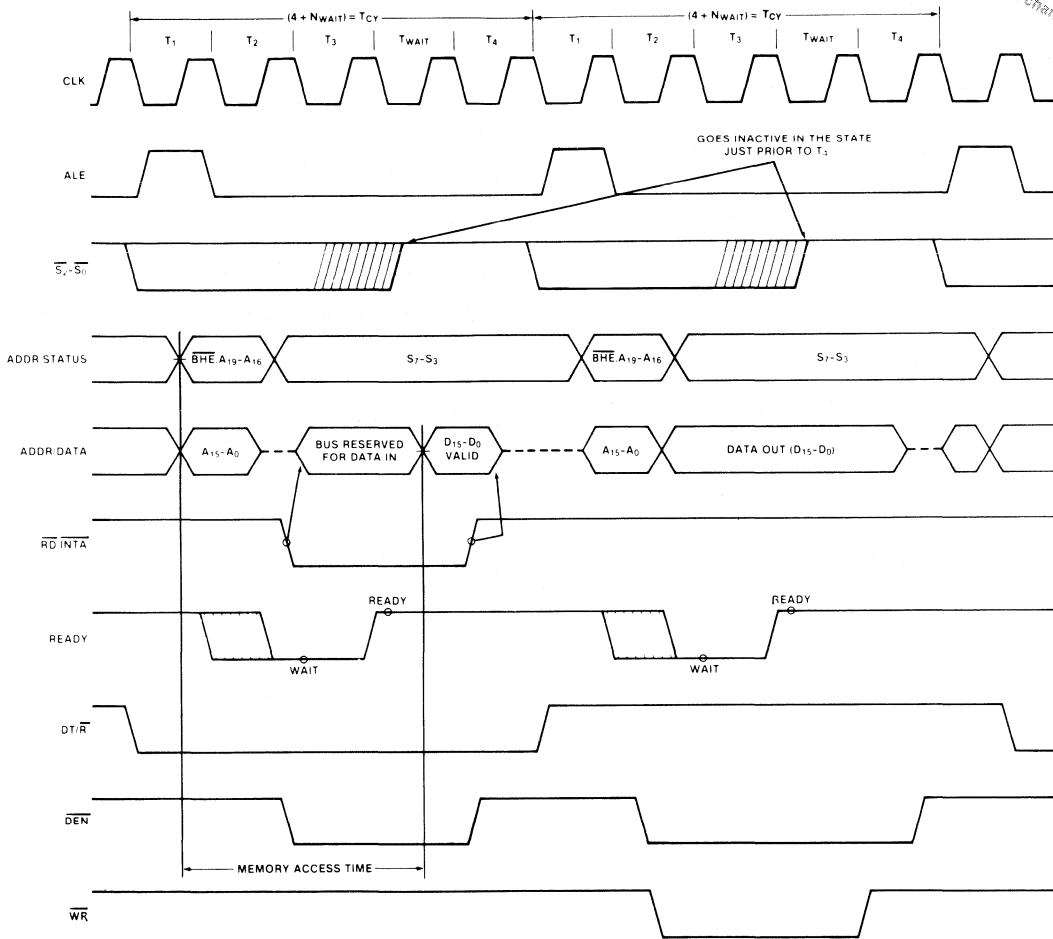 (4 + NWAIT) = TCY (4 + NWAIT) = TCY
T1 T2 T3 TWAIT T4 T1 T2 T3 TWAIT T4
CLK
GOES INACTIVE IN THE STATE
JUST PRIOR TO T4
ALE
S2-S0
ADDR STATUS
BHE, A19-A16 S7-S3 BHE, A19-A16 S7-S3
ADDR/DATA
A15-A0
BUS RESERVED
FOR DATA IN
D15-D0
VALID
A15-A0 DATA OUT (D15-D0)
RD INTA
READY READY
READY
WAIT WAIT
DT/R
DEN
MEMORY ACCESS TIME
WR